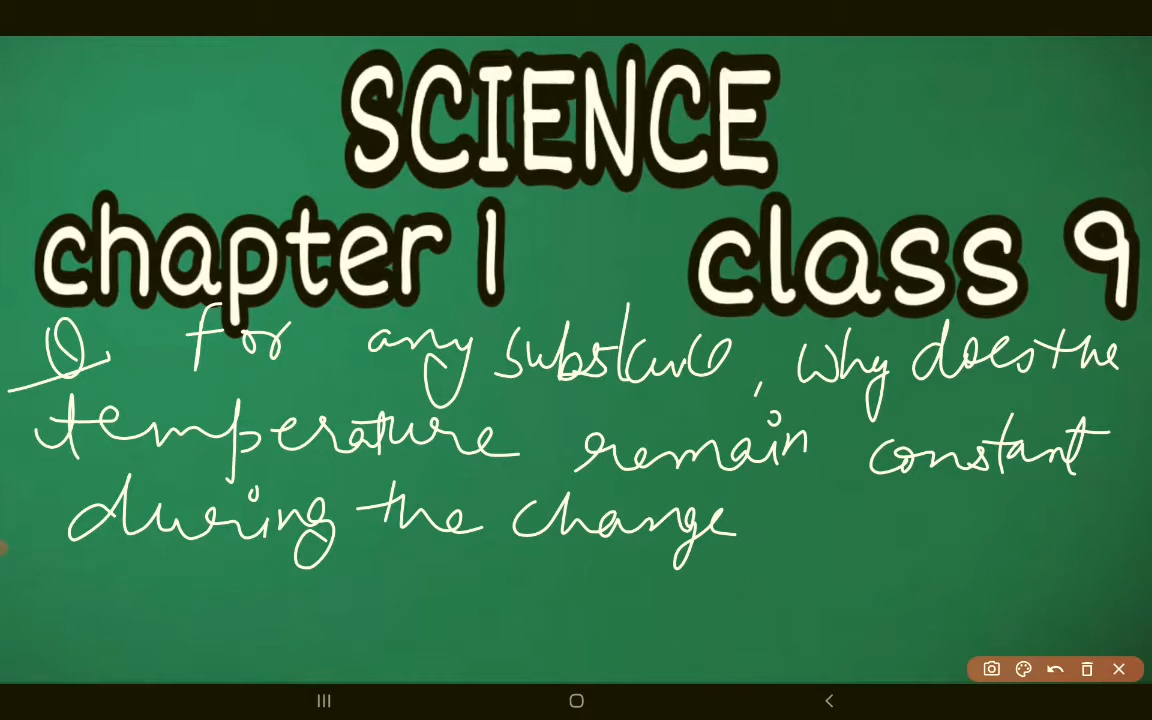 SCIENCE
chapter 1 class 9
Q For any substance, why does the
temperature remain constant
during the change